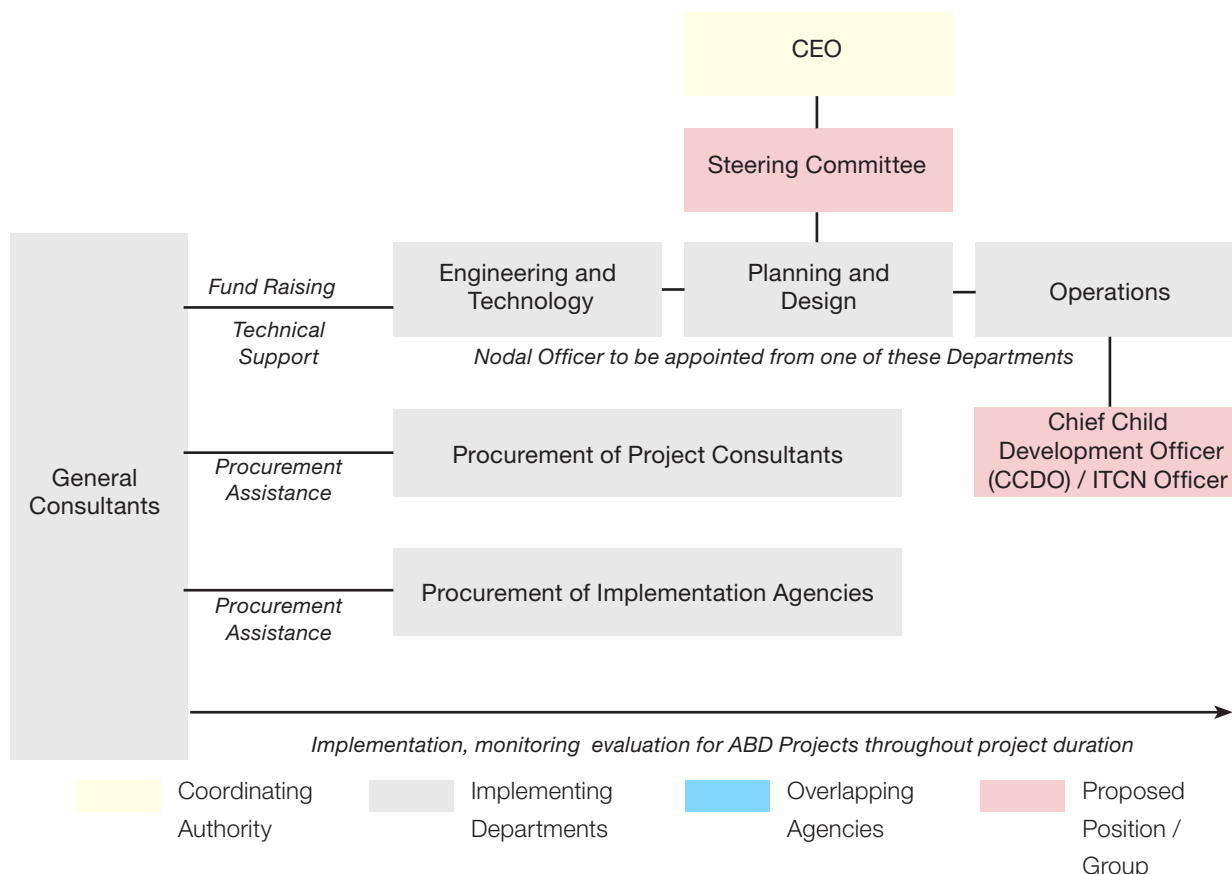 CEO
Steering Committee
Engineering and
Technology
Planning and
Design
Operations
Fund Raising
Technical
Support
Nodal Officer to be appointed from one of these Departments
Chief Child
Development Officer
(CCDO) / ITCN Officer
General
Consultants
Procurement of Project Consultants
Procurement
Assistance
Procurement of Implementation Agencies
Procurement
Assistance
Implementation, monitoring evaluation for ABD Projects throughout project duration
Coordinating
Authority
Implementing
Departments
Overlapping
Agencies
Proposed
Position /
Group